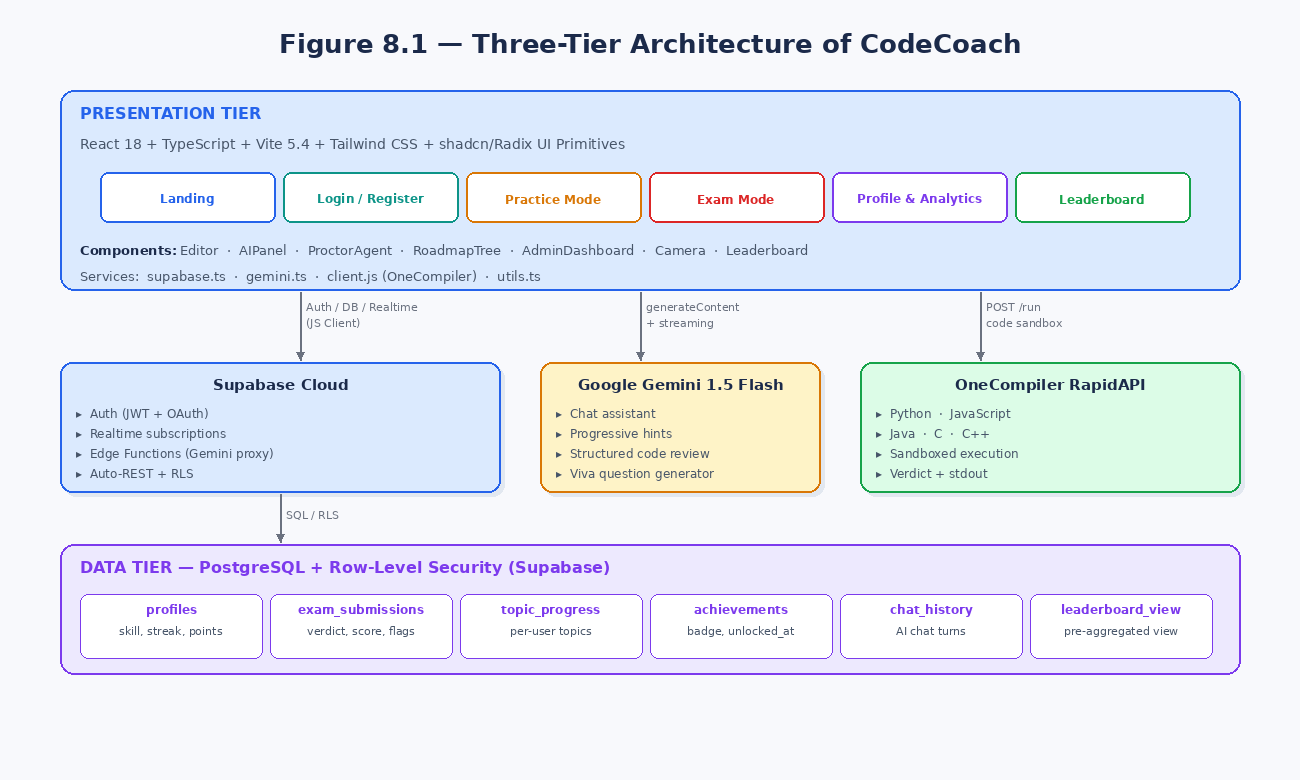 Figure 8.1 — Three-Tier Architecture of CodeCoach
PRESENTATION TIER
React 18 + TypeScript + Vite 5.4 + Tailwind CSS + shadcn/Radix UI Primitives
Landing
Login / Register
Practice Mode
Exam Mode
Profile & Analytics
Leaderboard
Components: Editor · AIPanel · ProctorAgent · RoadmapTree · AdminDashboard · Camera · Leaderboard
Services: supabase.ts · gemini.ts · client.js (OneCompiler) · utils.ts
Auth / DB / Realtime
(JS Client)
generateContent
+ streaming
POST /run
code sandbox
Supabase Cloud
▸ Auth (JWT + OAuth)
▸ Realtime subscriptions
▸ Edge Functions (Gemini proxy)
▸ Auto-REST + RLS
Google Gemini 1.5 Flash
▸ Chat assistant
▸ Progressive hints
▸ Structured code review
▸ Viva question generator
OneCompiler RapidAPI
▸ Python · JavaScript
▸ Java · C · C++
▸ Sandboxed execution
▸ Verdict + stdout
SQL / RLS
DATA TIER — PostgreSQL + Row-Level Security (Supabase)
profiles
skill, streak, points
exam_submissions
verdict, score, flags
topic_progress
per-user topics
achievements
badge, unlocked_at
chat_history
AI chat turns
leaderboard_view
pre-aggregated view